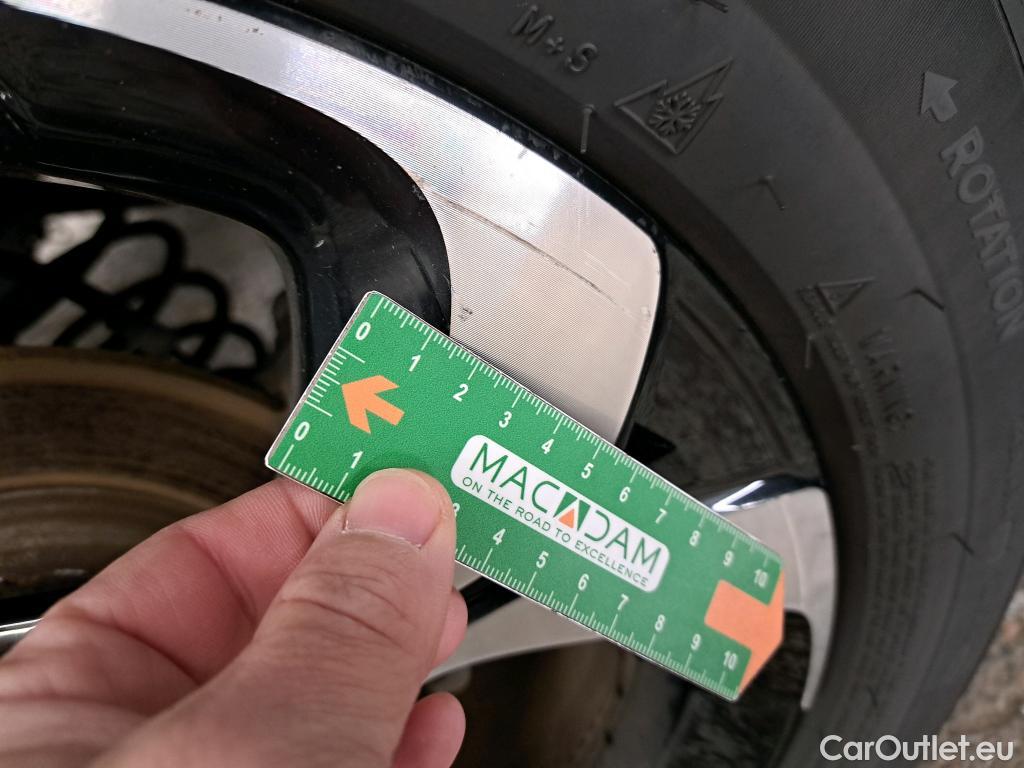 M+S
ROTATION
0 1 2 3 4 5 6 7 8 9 10
MACADAM
ON THE ROAD TO EXCELLENCE
0 1 3 4 5 6 7 8 9 10
CarOutlet.eu